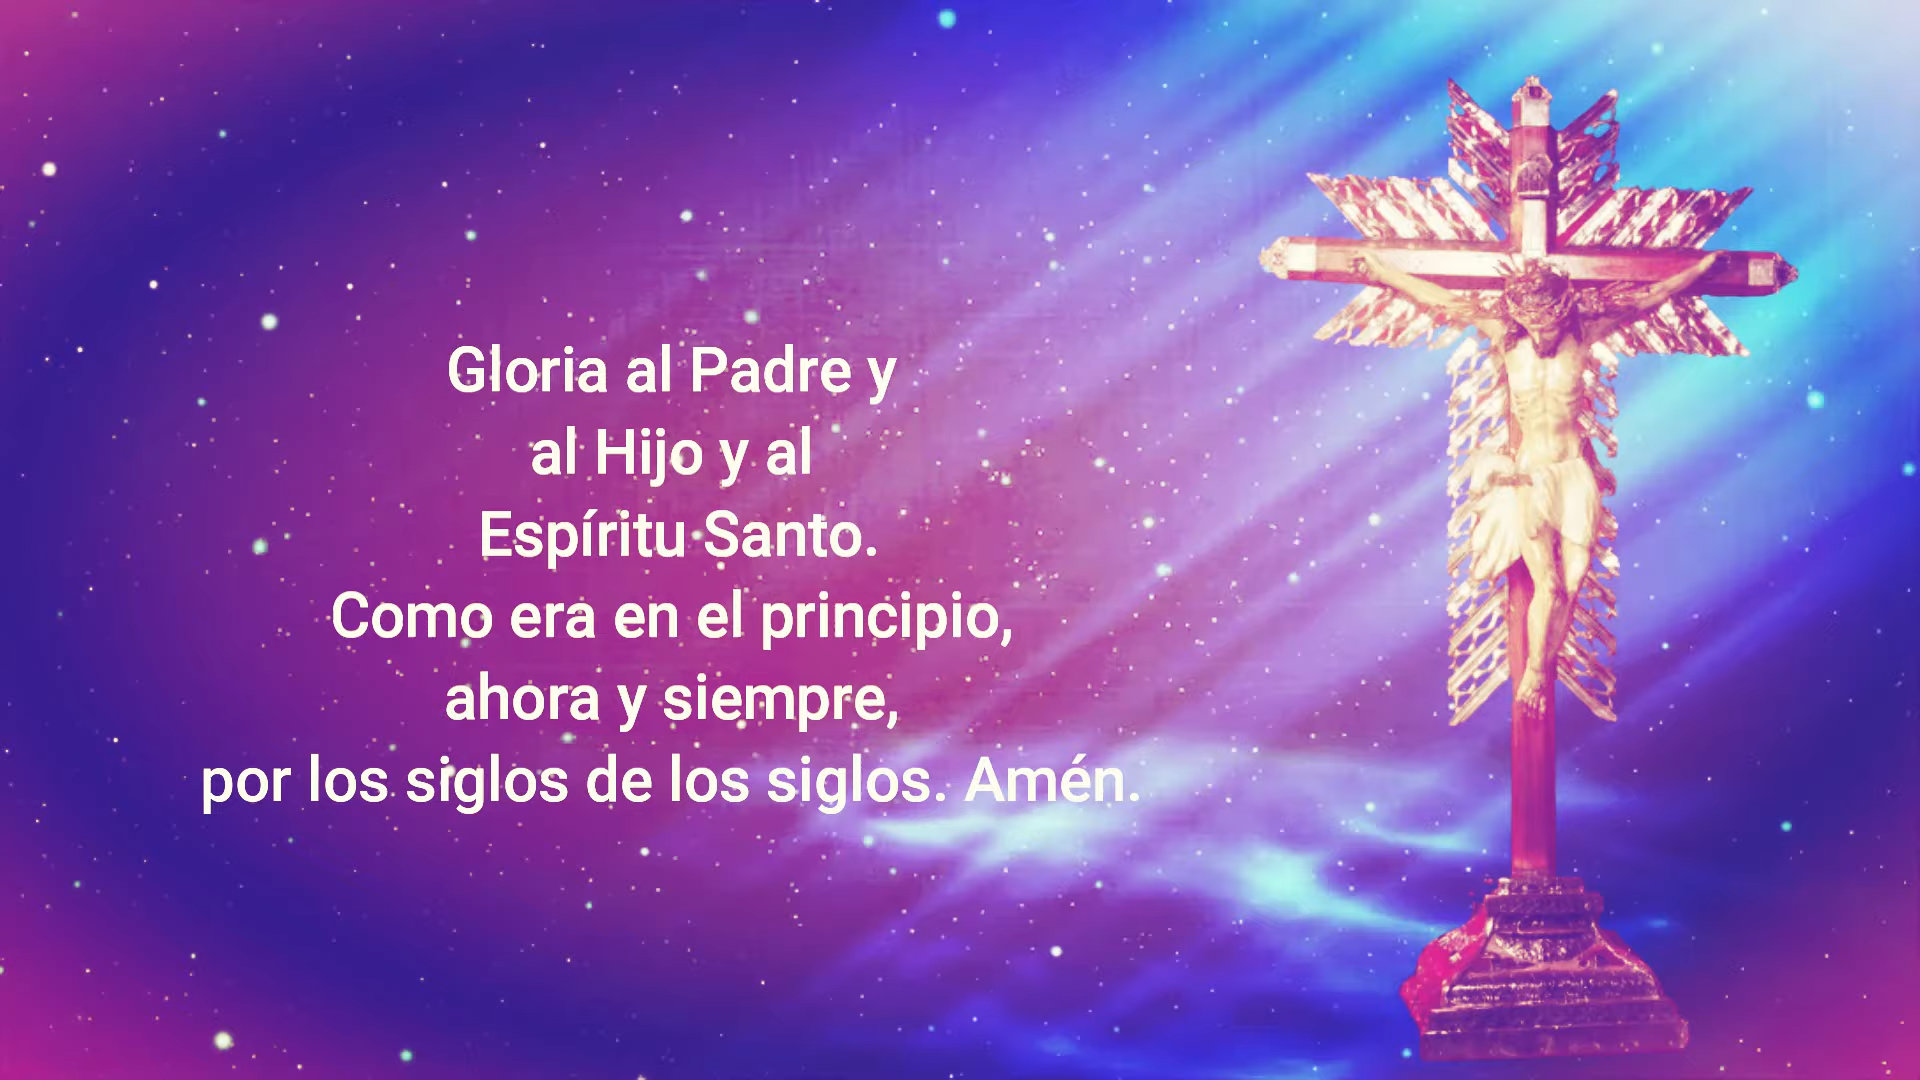 Gloria al Padre y
al Hijo y al
Espíritu Santo.
Como era en el principio,
ahora y siempre,
por los siglos de los siglos. Amén.